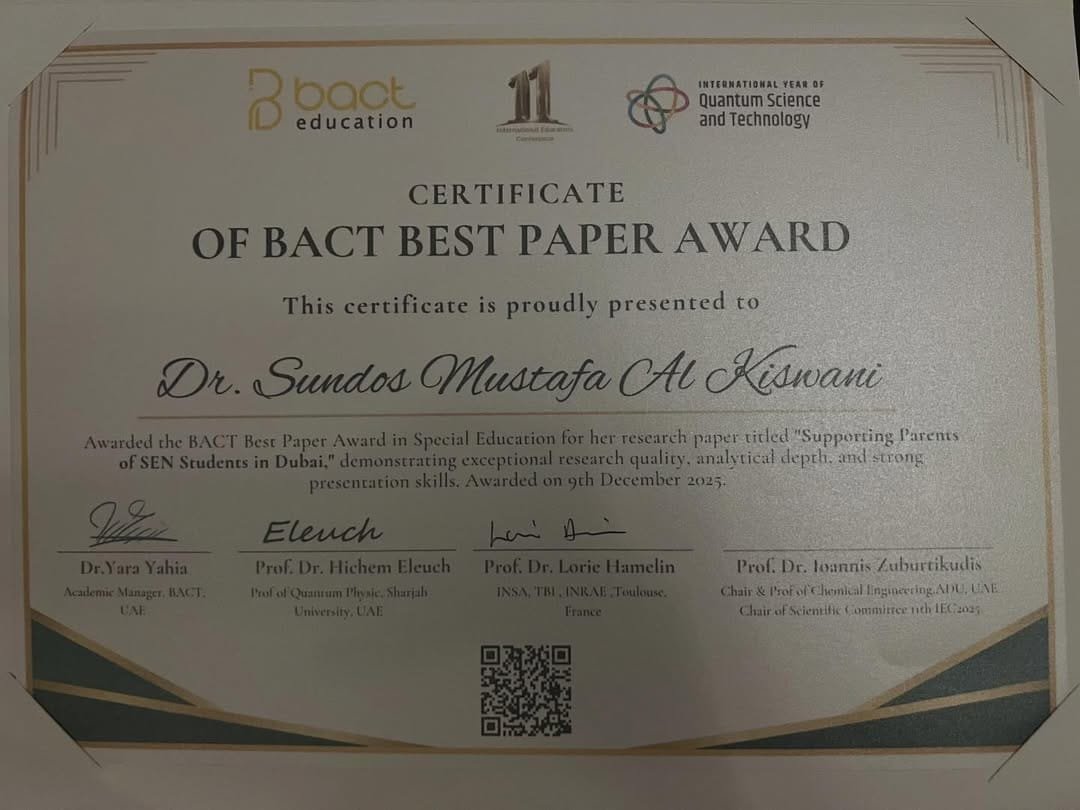 bact
education
11
International Educators
Conference
INTERNATIONAL YEAR OF
Quantum Science
and Technology
CERTIFICATE
OF BACT BEST PAPER AWARD
This certificate is proudly presented to
Dr. Sundos Mustafa Al Kiswani
Awarded the BACT Best Paper Award in Special Education for her research paper titled "Supporting Parents
of SEN Students in Dubai," demonstrating exceptional research quality, analytical depth, and strong
presentation skills. Awarded on 9th December 2025.
Eleuch
Dr.Yara Yahia
Academic Manager, BACT,
UAE
Prof. Dr. Hichem Eleuch
Prof of Quantum Physic, Sharjah
University, UAE
Prof. Dr. Lorie Hamelin
INSA, TBI , INRAE ,Toulouse,
France
Prof. Dr. Ioannis Zuburtikudis
Chair & Prof of Chemical Engineering,ADU, UAE
Chair of Scientific Committee 11th IEC2025